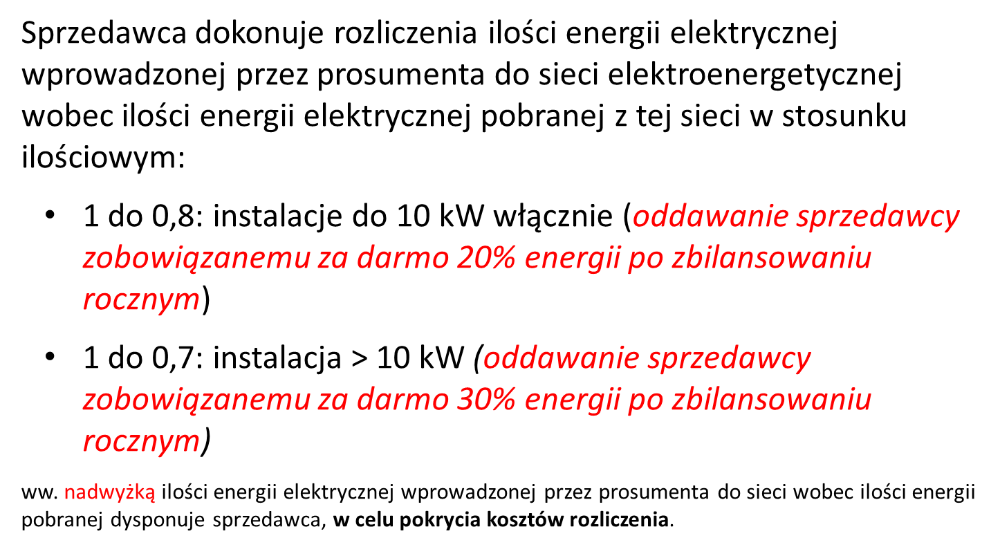 Sprzedawca dokonuje rozliczenia ilości energii elektrycznej
wprowadzonej przez prosumenta do sieci elektroenergetycznej
wobec ilości energii elektrycznej pobranej z tej sieci w stosunku
ilościowym:
• 1 do 0,8: instalacje do 10 kW włącznie (oddawanie sprzedawcy
zobowiązanemu za darmo 20% energii po zbilansowaniu
rocznym)
• 1 do 0,7: instalacja > 10 kW (oddawanie sprzedawcy
zobowiązanemu za darmo 30% energii po zbilansowaniu
rocznym)
ww. nadwyżką ilości energii elektrycznej wprowadzonej przez prosumenta do sieci wobec ilości energii
pobranej dysponuje sprzedawca, w celu pokrycia kosztów rozliczenia.